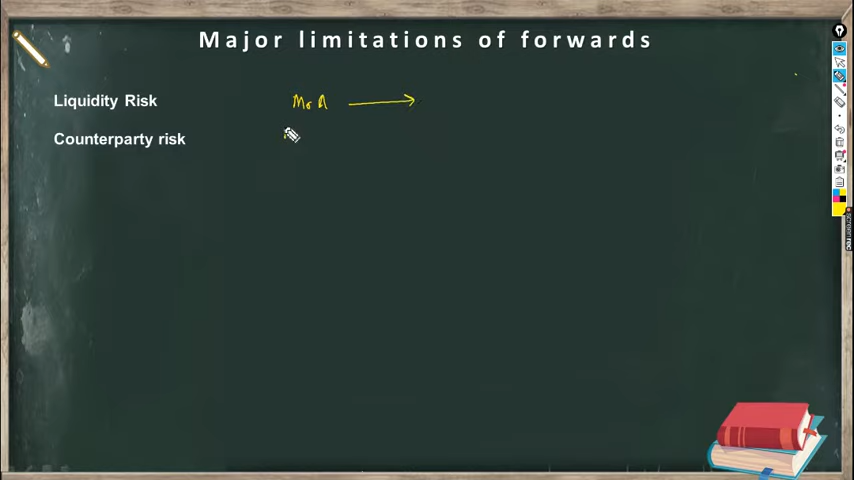 Major limitations of forwards
Liquidity Risk
Mr A
Counterparty risk